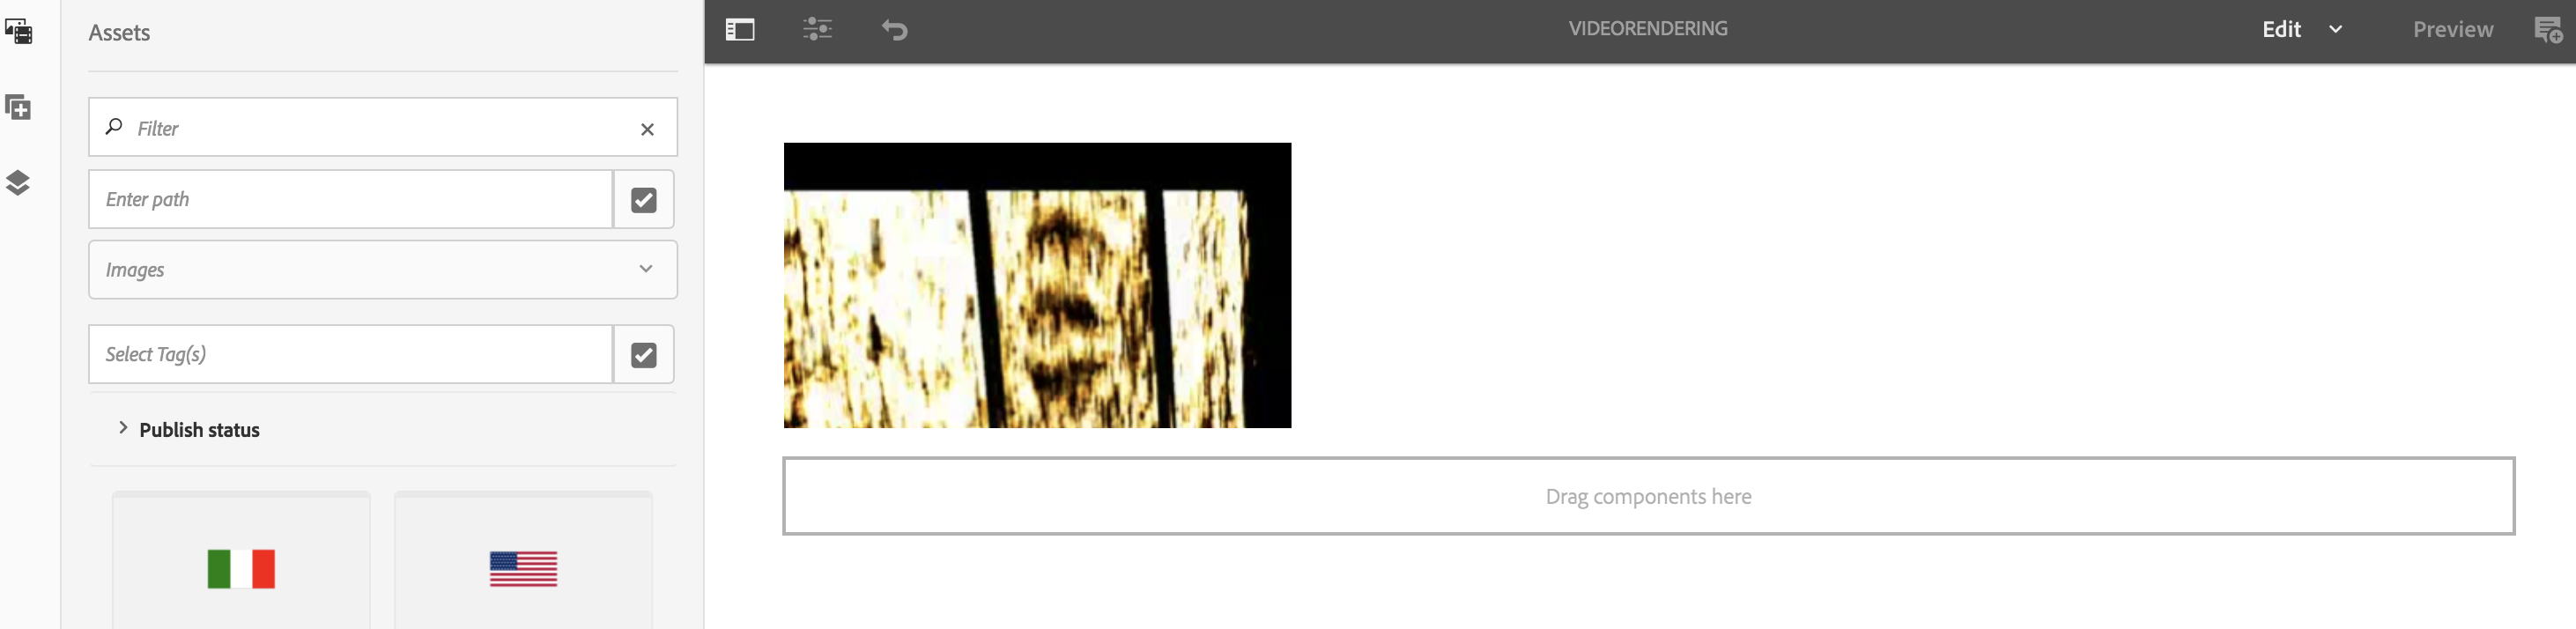 Assets
Filter
Enter path
Images
Select Tag(s)
Publish status
VIDEORENDERING
Edit
Preview
Drag components here